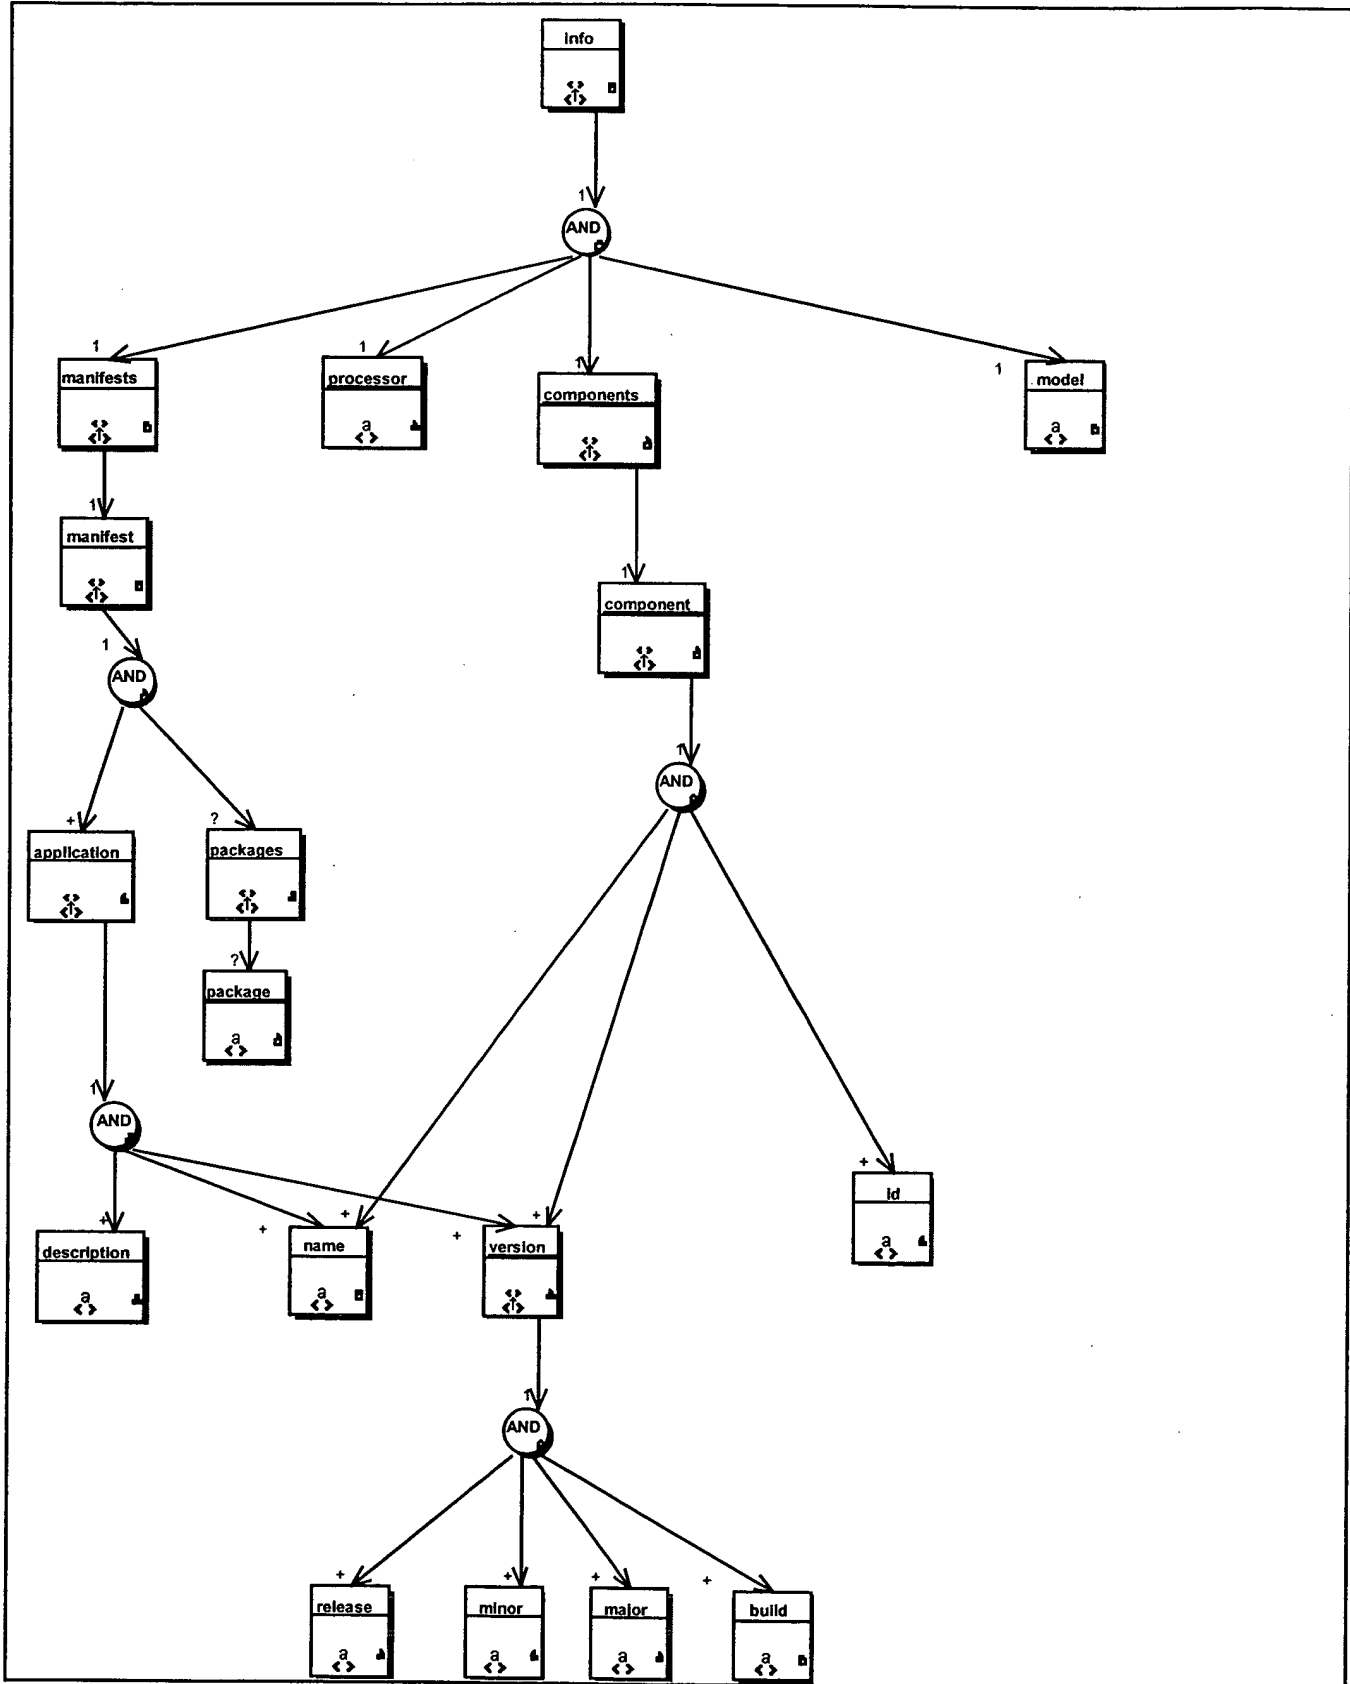 info
1
AND
1
1
1
1
manifests
processor
components
model
a
a
1
manifest
1
component
1
AND
1
AND
+
?
application
packages
?
package
a
1
AND
+
id
a
+
+
+
+
+
description
name
version
a
a
1
AND
+
+
+
+
release
minor
major
build
a
a
a
a